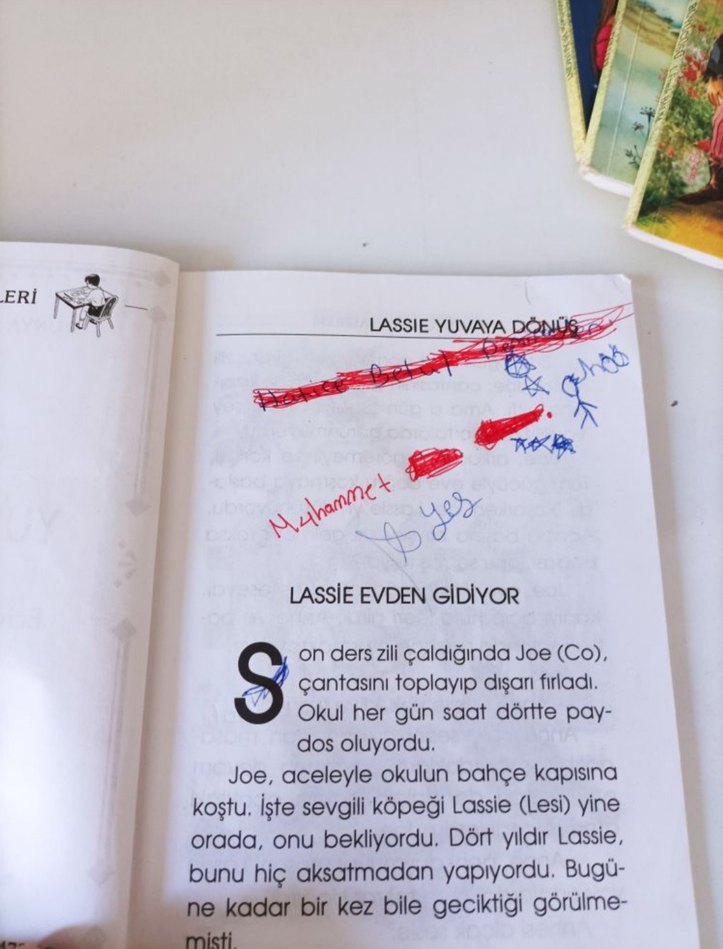 LERİ
LASSIE YUVAYA DÖNÜŞ
Hatice Betul
Muhammet
yes
LASSİE EVDEN GİDİYOR
Son ders zili çaldığında Joe (Co),
çantasını toplayıp dışarı fırladı.
Okul her gün saat dörtte pay-
dos oluyordu.
Joe, aceleyle okulun bahçe kapısına
koştu. İşte sevgili köpeği Lassie (Lesi) yine
orada, onu bekliyordu. Dört yıldır Lassie,
bunu hiç aksatmadan yapıyordu. Bugü-
ne kadar bir kez bile geciktiği görülme-
mişti.